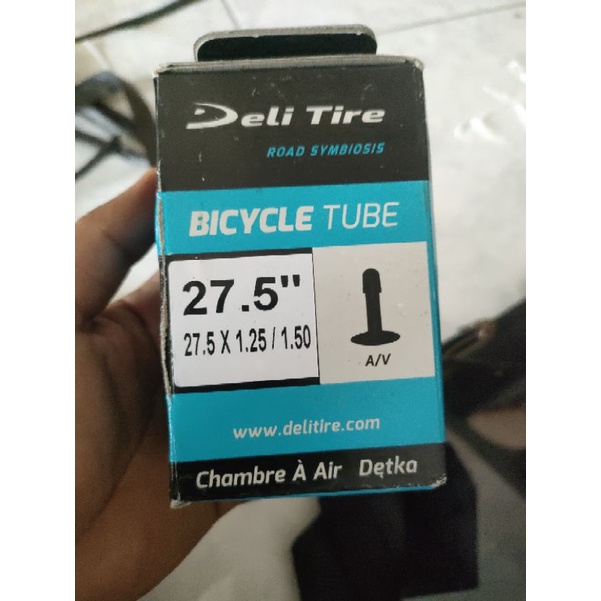 Deli Tire
ROAD SYMBIOSIS
BICYCLE TUBE
27.5"
27.5 X 1.25 / 1.50
A/V
www.delitire.com
Chambre À Air Dętka